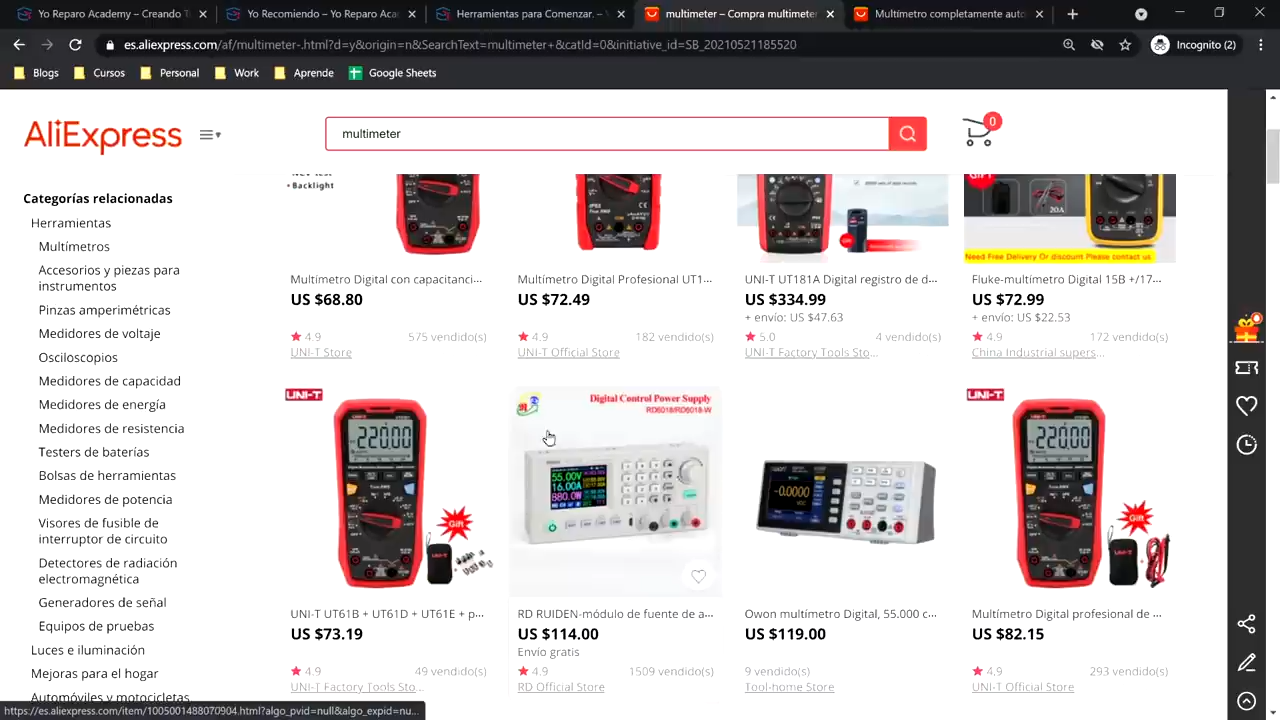 Yo Reparo Academy – Creando T
Yo Recomiendo – Yo Reparo Aca
Herramientas para Comenzar. – Y
multimeter – Compra multimeter
Multímetro completamente auto
Incognito (2)
es.aliexpress.com/af/multimeter-.html?d=y&origin=n&SearchText=multimeter+&catId=0&initiative_id=SB_20210521185520
Blogs
Cursos
Personal
Work
Aprende
Google Sheets
AliExpress
multimeter
0
Categorías relacionadas
Herramientas
Multímetros
Accesorios y piezas para
instrumentos
Pinzas amperimétricas
Medidores de voltaje
Osciloscopios
Medidores de capacidad
Medidores de energía
Medidores de resistencia
Testers de baterías
Bolsas de herramientas
Medidores de potencia
Visores de fusible de
interruptor de circuito
Detectores de radiación
electromagnética
Generadores de señal
Equipos de pruebas
Luces e iluminación
Mejoras para el hogar
Automóviles y motocicletas
• Backlight
GIFT
20A
Need Free Delivery Or discount Please contact us
Multímetro Digital con capacitanci...
US $68.80
4.9
575 vendido(s)
UNI-T Store
Multímetro Digital Profesional UT1...
US $72.49
4.9
182 vendido(s)
UNI-T Official Store
UNI-T UT181A Digital registro de d...
US $334.99
+ envío: US $47.63
5.0
4 vendido(s)
UNI-T Factory Tools Sto...
Fluke-multímetro Digital 15B +/17...
US $72.99
+ envío: US $22.53
4.9
172 vendido(s)
China Industrial supers...
UNI-T
220.00
Gift
UNI-T UT61B + UT61D + UT61E + p...
US $73.19
4.9
49 vendido(s)
UNI-T Factory Tools Sto...
Digital Control Power Supply
RD6018/RD6018-W
55.00V
880.0W
RD RUIDEN-módulo de fuente de a...
US $114.00
Envío gratis
4.9
1509 vendido(s)
RD Official Store
-0.0000
Owon multímetro Digital, 55.000 c...
US $119.00
9 vendido(s)
Tool-home Store
UNI-T
220.00
Gift
Multímetro Digital profesional de ...
US $82.15
4.9
293 vendido(s)
UNI-T Official Store
https://es.aliexpress.com/item/1005001488070904.html?algo_pvid=null&algo_expid=nu...